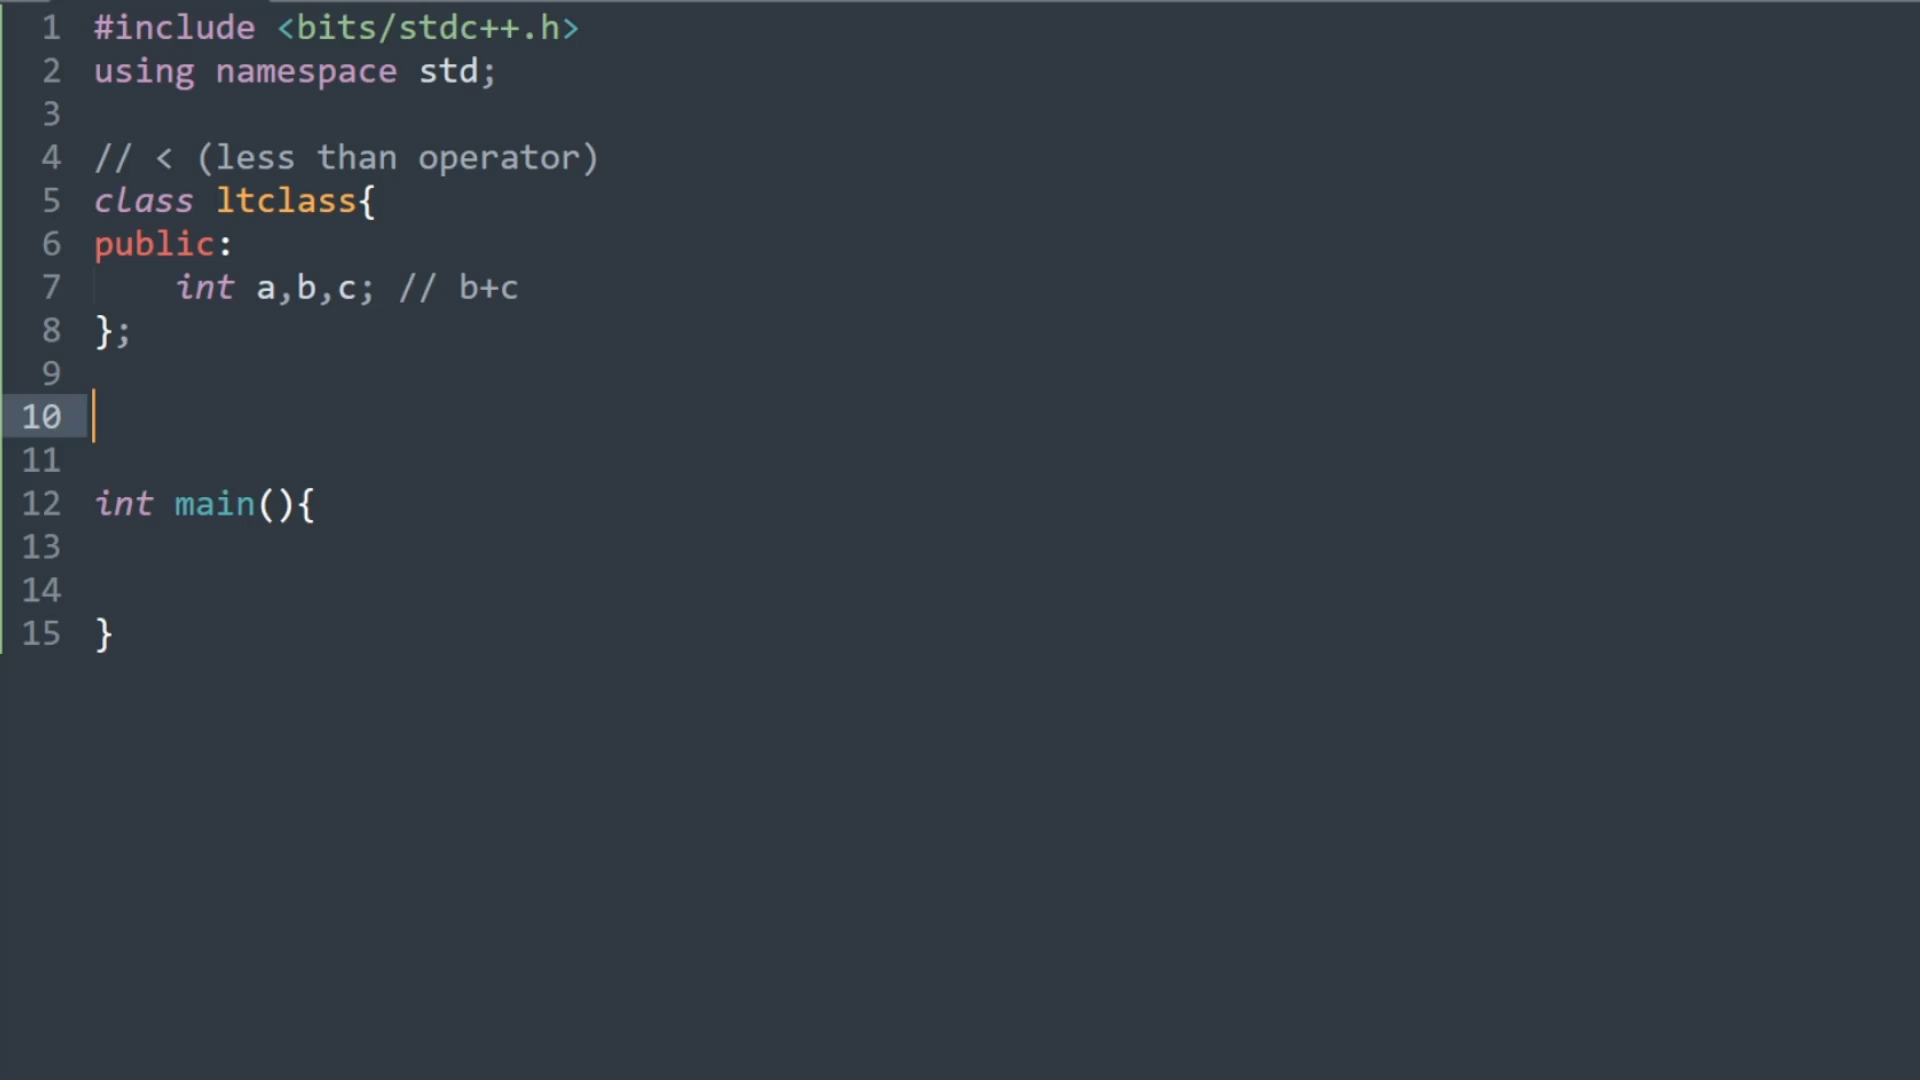 1 #include <bits/stdc++.h>
2 using namespace std;
3
4 // < (less than operator)
5 class ltclass{
6 public:
7     int a,b,c; // b+c
8 };
9
10
11
12 int main(){
13
14
15 }